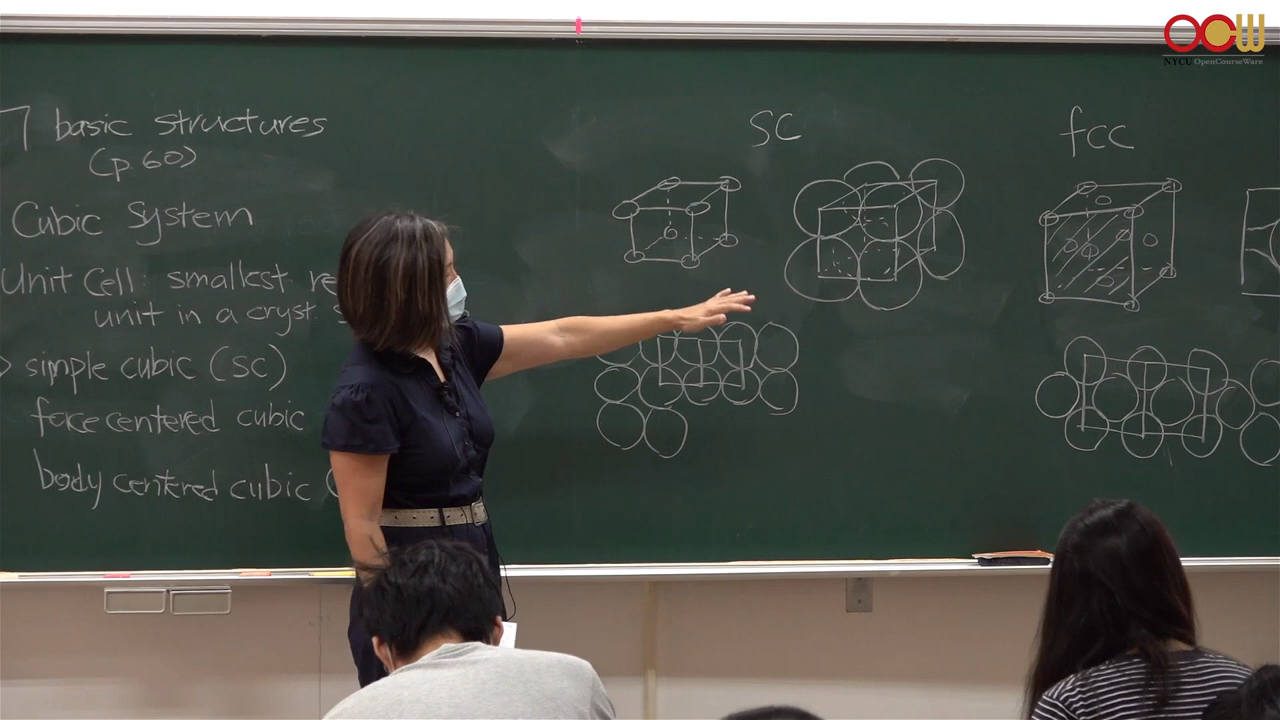 OCW
NYCU OpenCourseWare
7 basic structures
(p.60)
Cubic System
Unit Cell: smallest re
unit in a cryst s
simple cubic (SC)
face centered cubic
body centered cubic (
SC
fcc